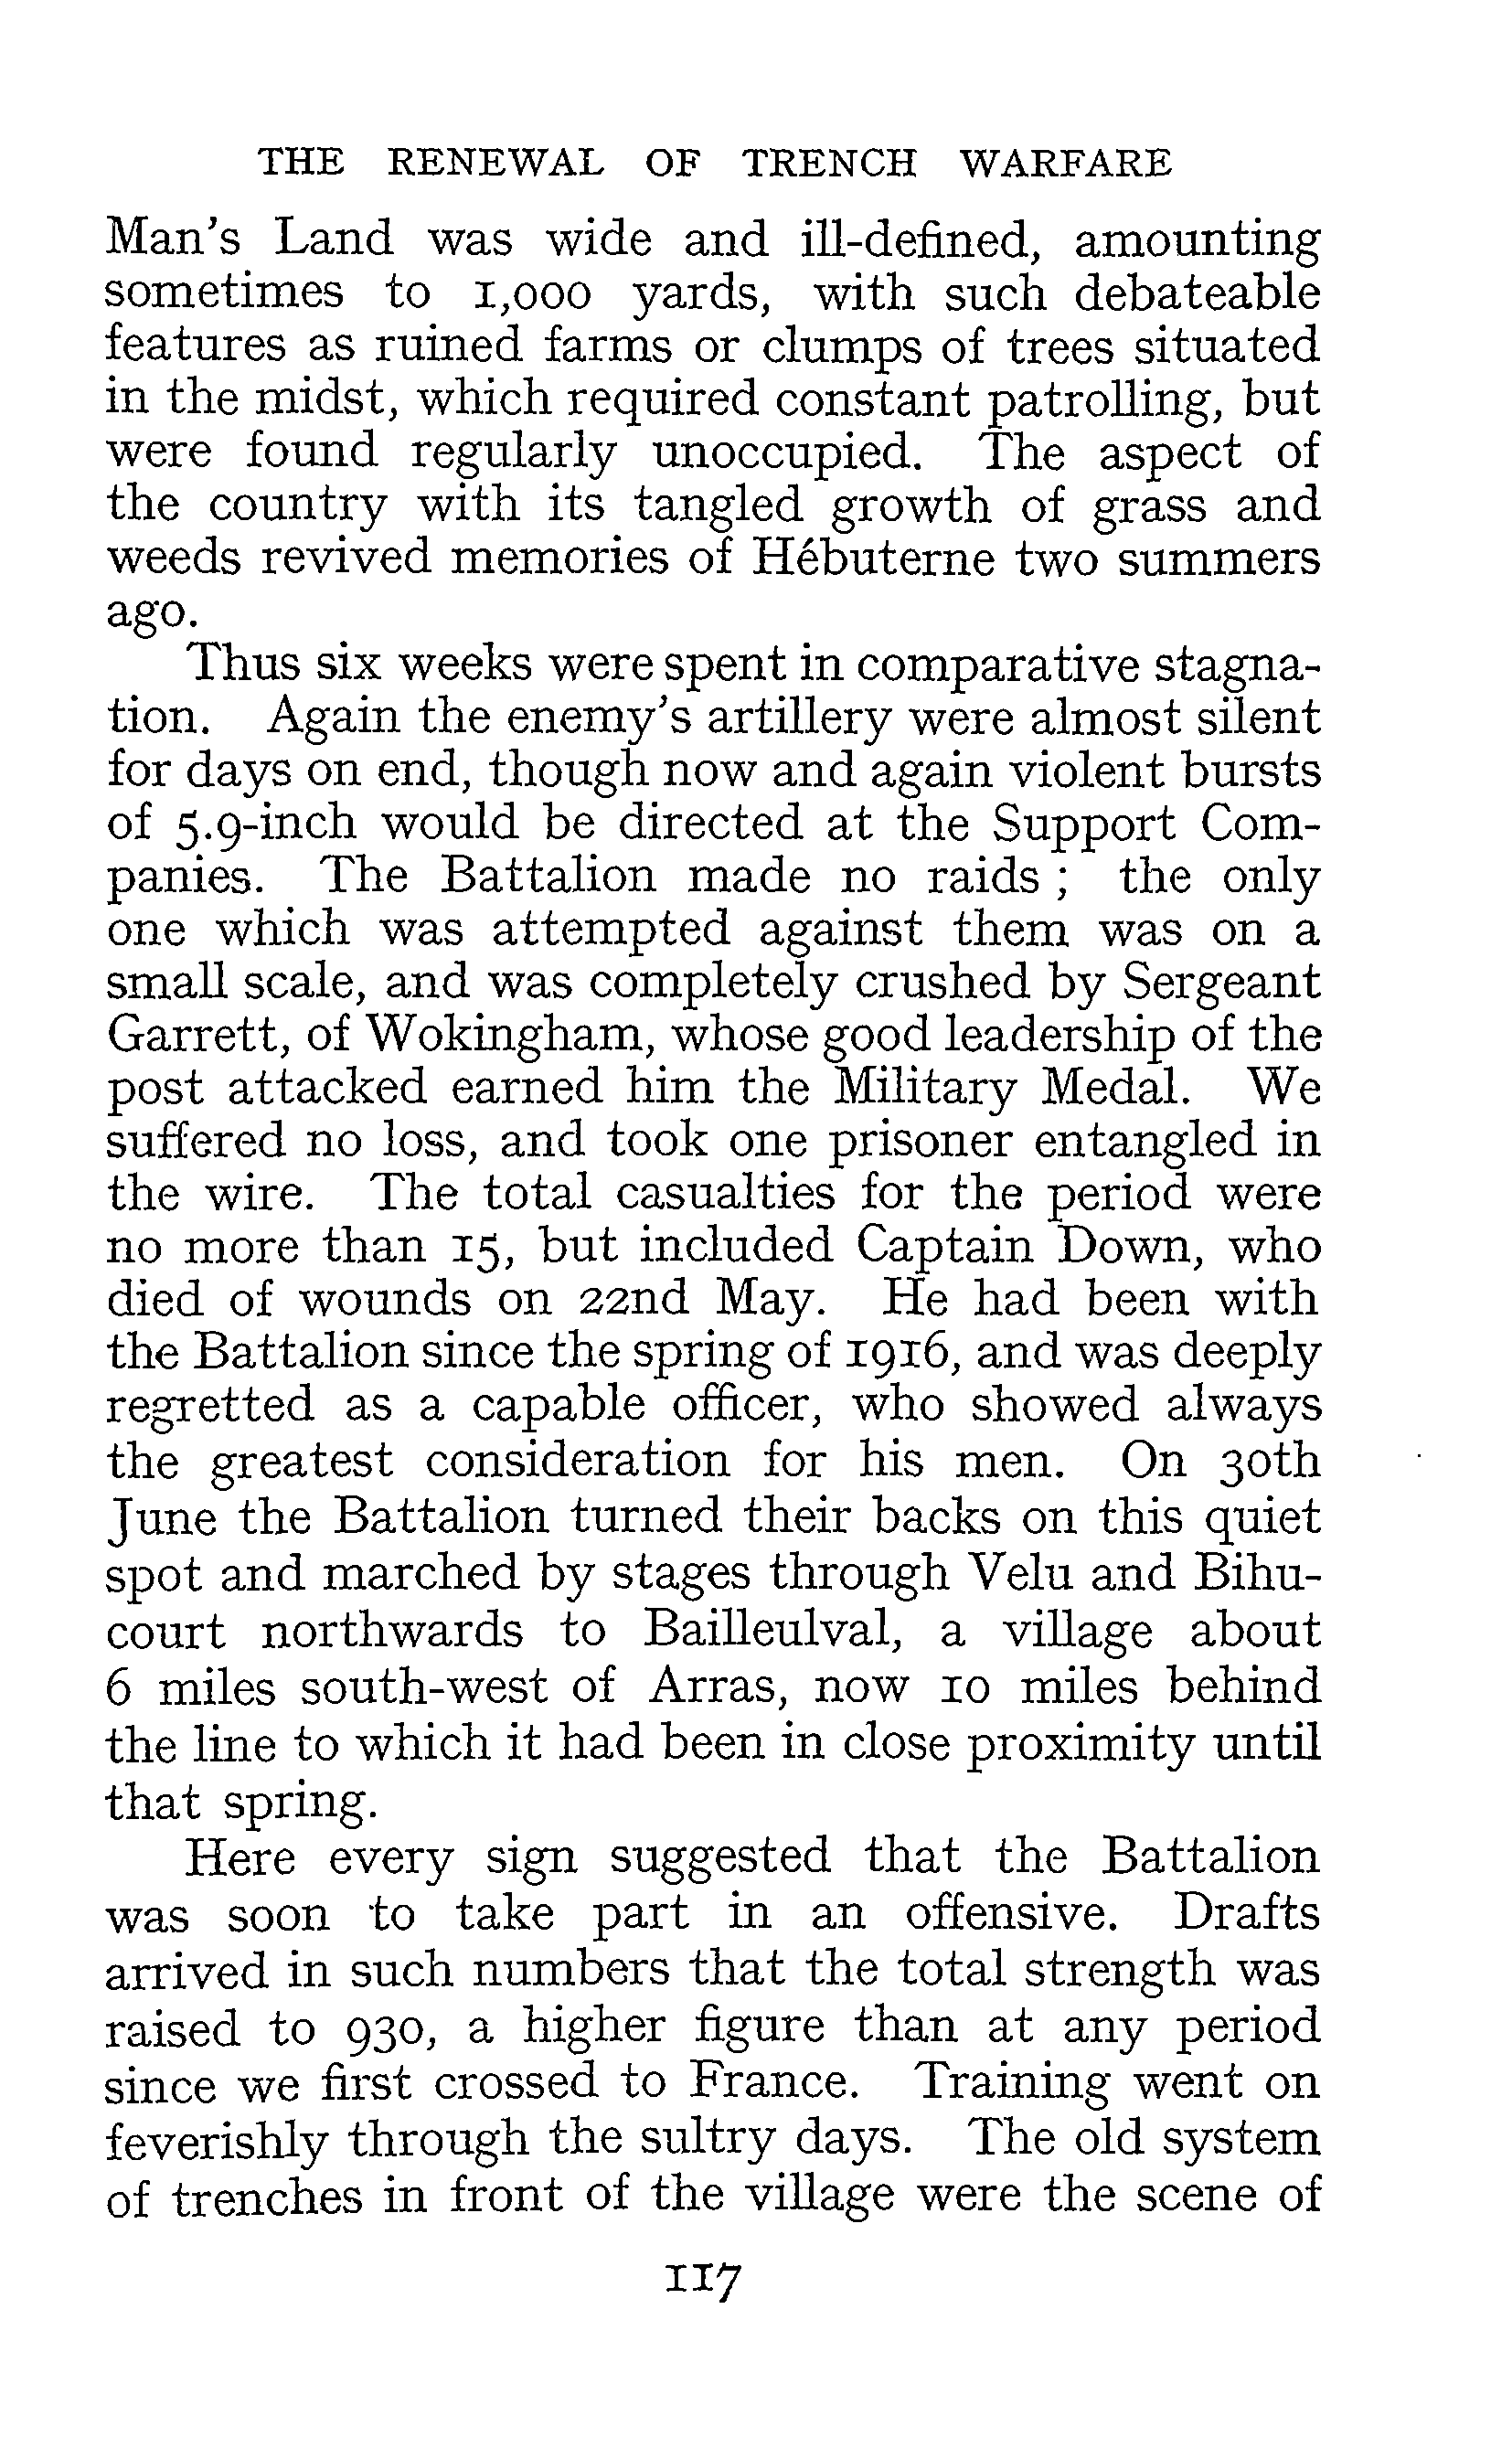 THE RENEWAL OF TRENCH WARFARE
Man's Land was wide and ill-defined, amounting
sometimes to 1,000 yards, with such debateable
features as ruined farms or clumps of trees situated
in the midst, which required constant patrolling, but
were found regularly unoccupied. The aspect of
the country with its tangled growth of grass and
weeds revived memories of Hébuterne two summers
ago.
Thus six weeks were spent in comparative stagna-
tion. Again the enemy's artillery were almost silent
for days on end, though now and again violent bursts
of 5.9-inch would be directed at the Support Com-
panies. The Battalion made no raids ; the only
one which was attempted against them was on a
small scale, and was completely crushed by Sergeant
Garrett, of Wokingham, whose good leadership of the
post attacked earned him the Military Medal. We
suffered no loss, and took one prisoner entangled in
the wire. The total casualties for the period were
no more than 15, but included Captain Down, who
died of wounds on 22nd May. He had been with
the Battalion since the spring of 1916, and was deeply
regretted as a capable officer, who showed always
the greatest consideration for his men. On 30th
June the Battalion turned their backs on this quiet
spot and marched by stages through Velu and Bihu-
court northwards to Bailleulval, a village about
6 miles south-west of Arras, now 10 miles behind
the line to which it had been in close proximity until
that spring.
Here every sign suggested that the Battalion
was soon to take part in an offensive. Drafts
arrived in such numbers that the total strength was
raised to 930, a higher figure than at any period
since we first crossed to France. Training went on
feverishly through the sultry days. The old system
of trenches in front of the village were the scene of
117